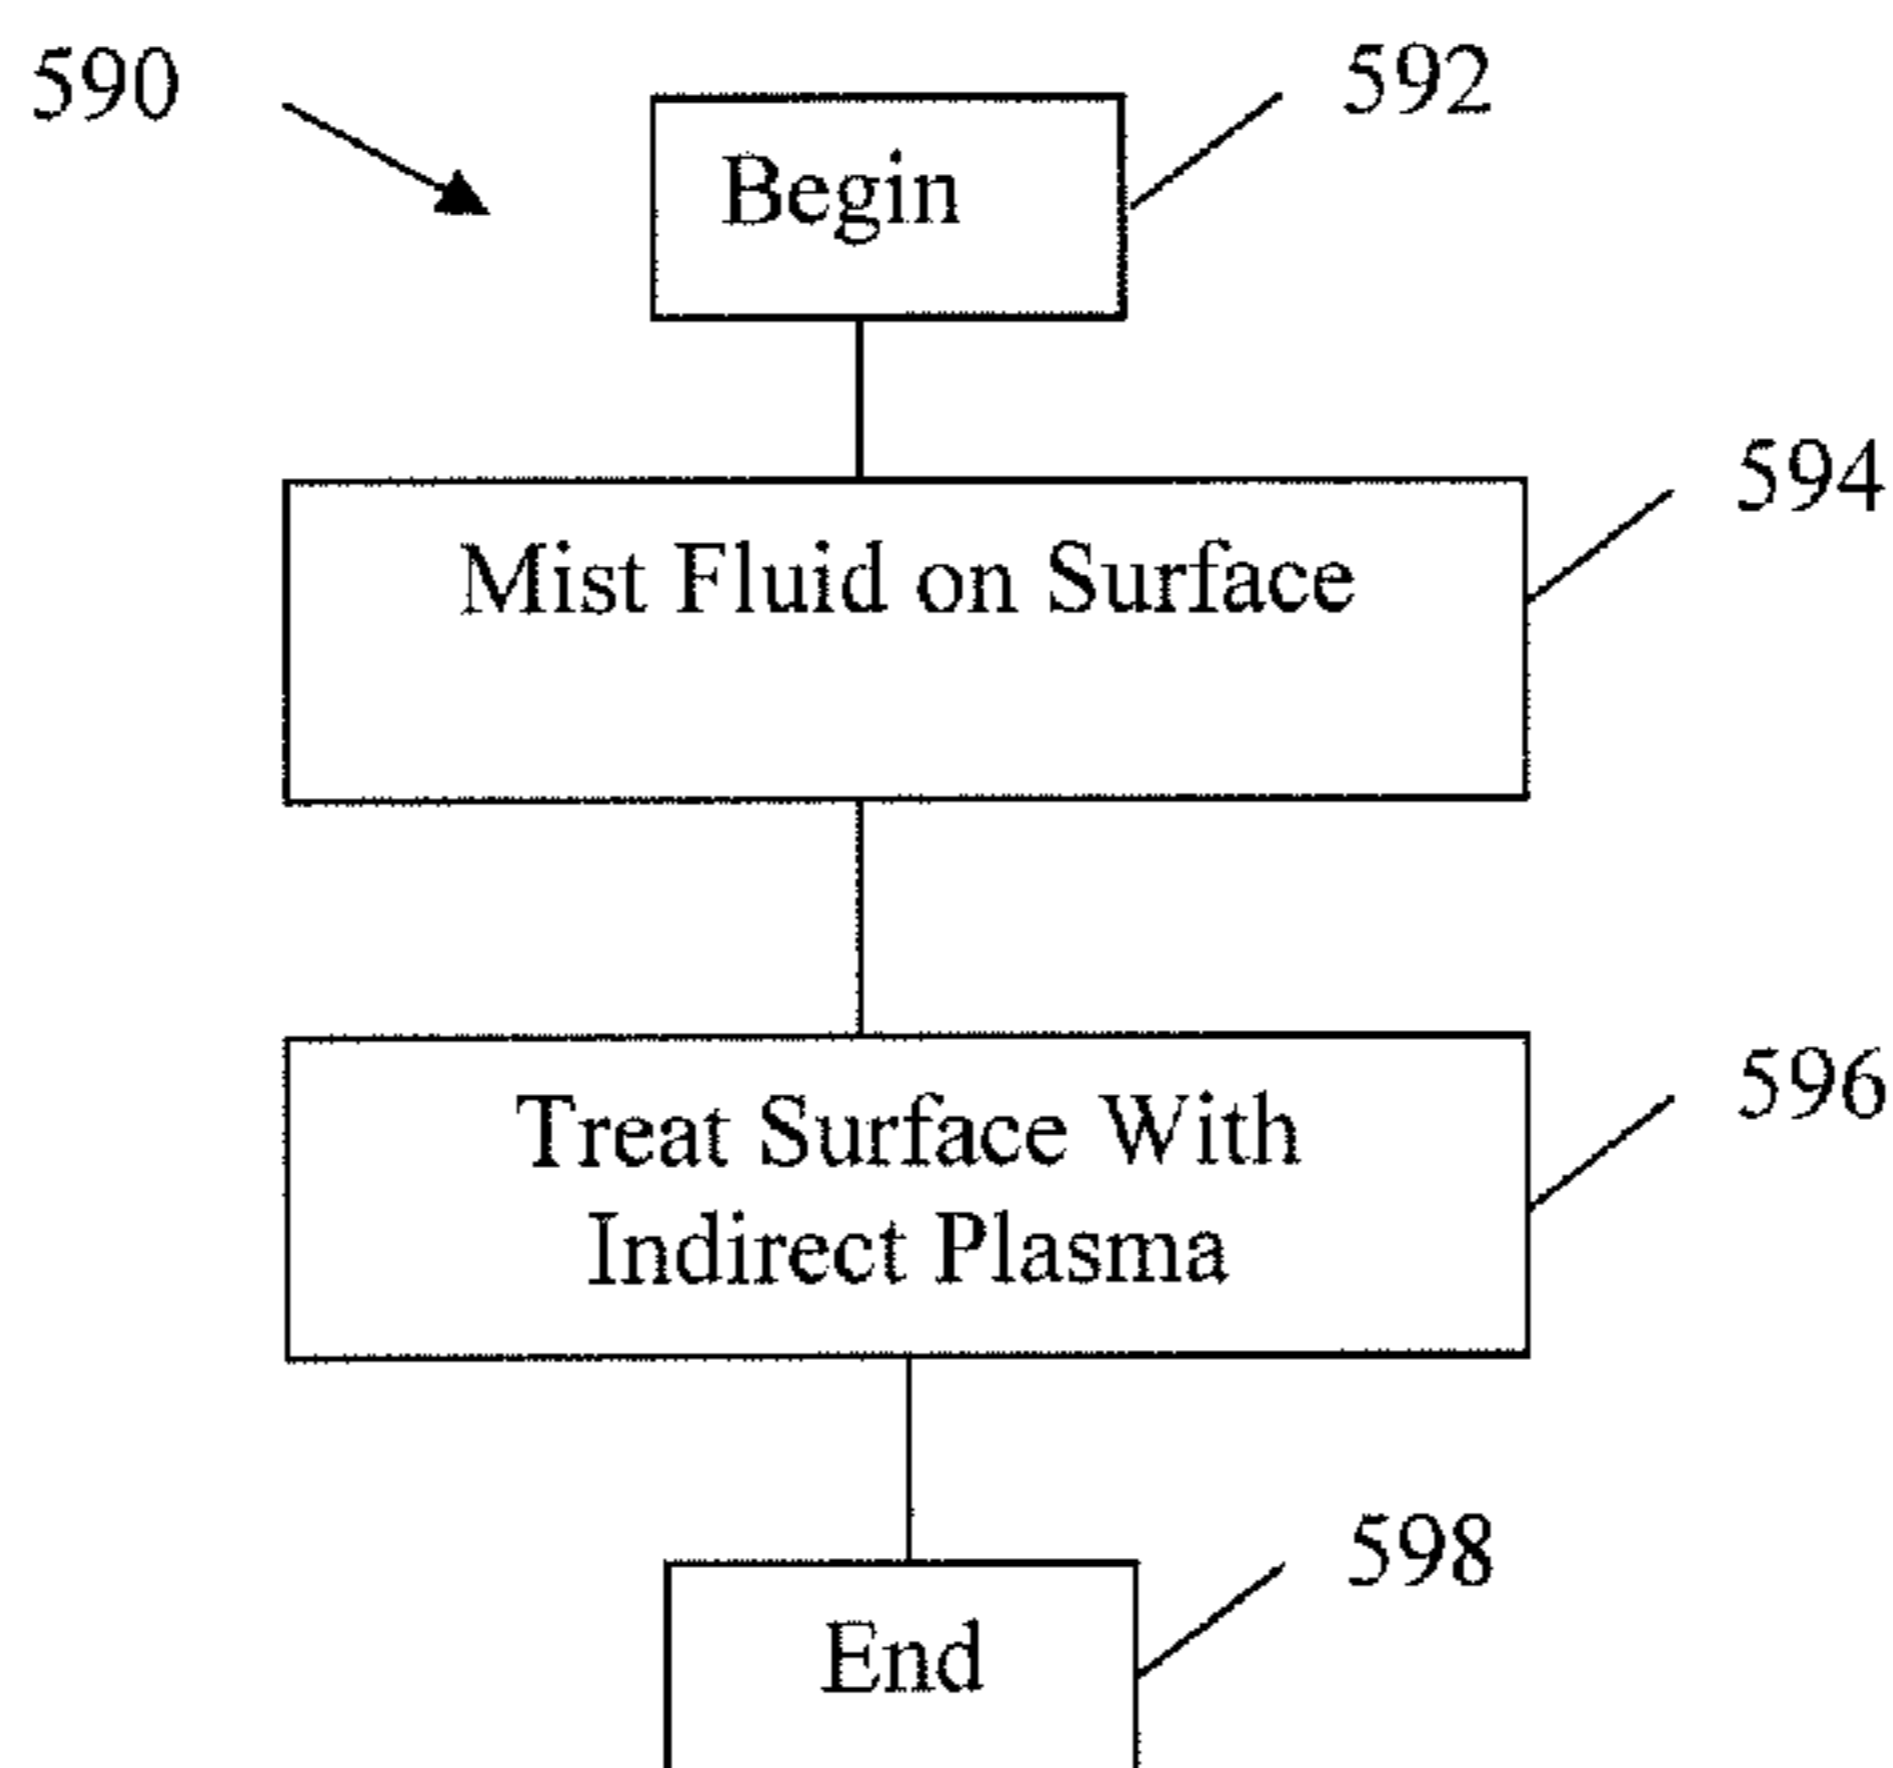 590
592
Begin
594
Mist Fluid on Surface
596
Treat Surface With
Indirect Plasma
598
End